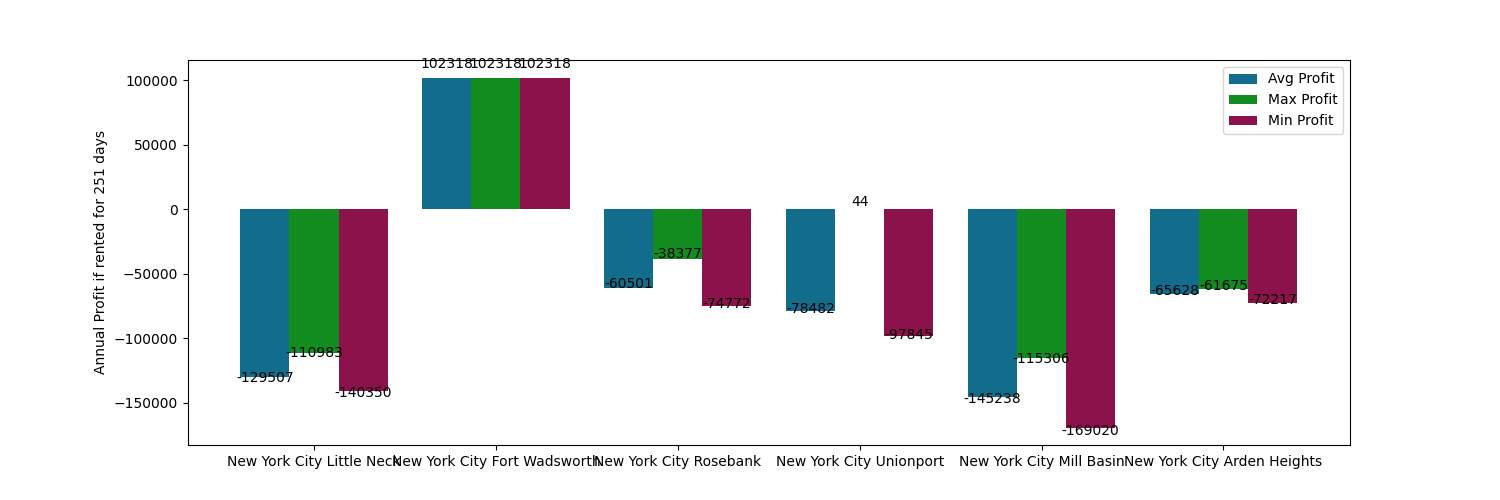 102318 102318 102318
Avg Profit
Max Profit
Min Profit
100000
50000
0
−50000
−100000
−150000
Annual Profit if rented for 251 days
44
-38377
-60501
-74772
-78482
-97845
-65628
-61675
-72217
-110983
-129507
-140350
-115306
-145238
-169020
New York City Little Neck
New York City Fort Wadsworth
New York City Rosebank
New York City Unionport
New York City Mill Basin
New York City Arden Heights